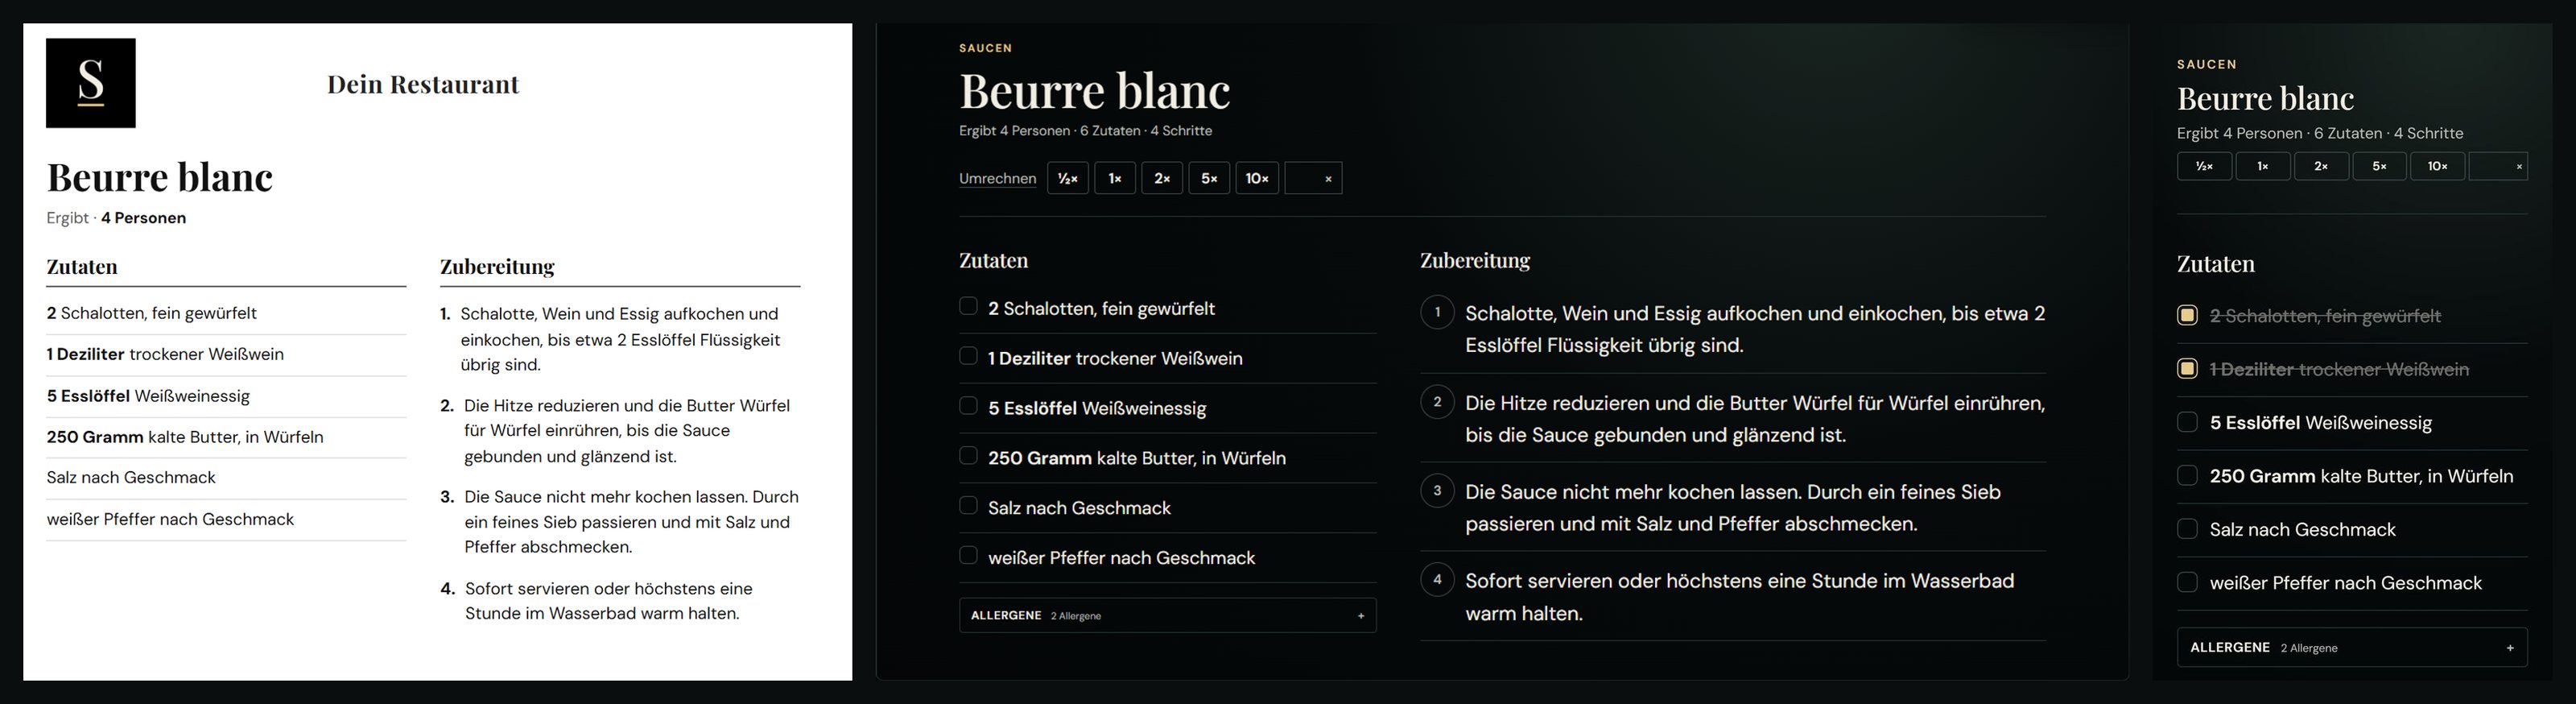 S
Dein Restaurant
Beurre blanc
Ergibt · 4 Personen
Zutaten
2 Schalotten, fein gewürfelt
1 Deziliter trockener Weißwein
5 Esslöffel Weißweinessig
250 Gramm kalte Butter, in Würfeln
Salz nach Geschmack
weißer Pfeffer nach Geschmack
Zubereitung
1. Schalotte, Wein und Essig aufkochen und
einkochen, bis etwa 2 Esslöffel Flüssigkeit
übrig sind.
2. Die Hitze reduzieren und die Butter Würfel
für Würfel einrühren, bis die Sauce
gebunden und glänzend ist.
3. Die Sauce nicht mehr kochen lassen. Durch
ein feines Sieb passieren und mit Salz und
Pfeffer abschmecken.
4. Sofort servieren oder höchstens eine
Stunde im Wasserbad warm halten.
SAUCEN
Beurre blanc
Ergibt 4 Personen · 6 Zutaten · 4 Schritte
Umrechnen ½× 1× 2× 5× 10× ×
Zutaten
2 Schalotten, fein gewürfelt
1 Deziliter trockener Weißwein
5 Esslöffel Weißweinessig
250 Gramm kalte Butter, in Würfeln
Salz nach Geschmack
weißer Pfeffer nach Geschmack
ALLERGENE 2 Allergene +
Zubereitung
1 Schalotte, Wein und Essig aufkochen und einkochen, bis etwa 2
Esslöffel Flüssigkeit übrig sind.
2 Die Hitze reduzieren und die Butter Würfel für Würfel einrühren,
bis die Sauce gebunden und glänzend ist.
3 Die Sauce nicht mehr kochen lassen. Durch ein feines Sieb
passieren und mit Salz und Pfeffer abschmecken.
4 Sofort servieren oder höchstens eine Stunde im Wasserbad
warm halten.
SAUCEN
Beurre blanc
Ergibt 4 Personen · 6 Zutaten · 4 Schritte
½× 1× 2× 5× 10× ×
Zutaten
2 Schalotten, fein gewürfelt
1 Deziliter trockener Weißwein
5 Esslöffel Weißweinessig
250 Gramm kalte Butter, in Würfeln
Salz nach Geschmack
weißer Pfeffer nach Geschmack
ALLERGENE 2 Allergene +